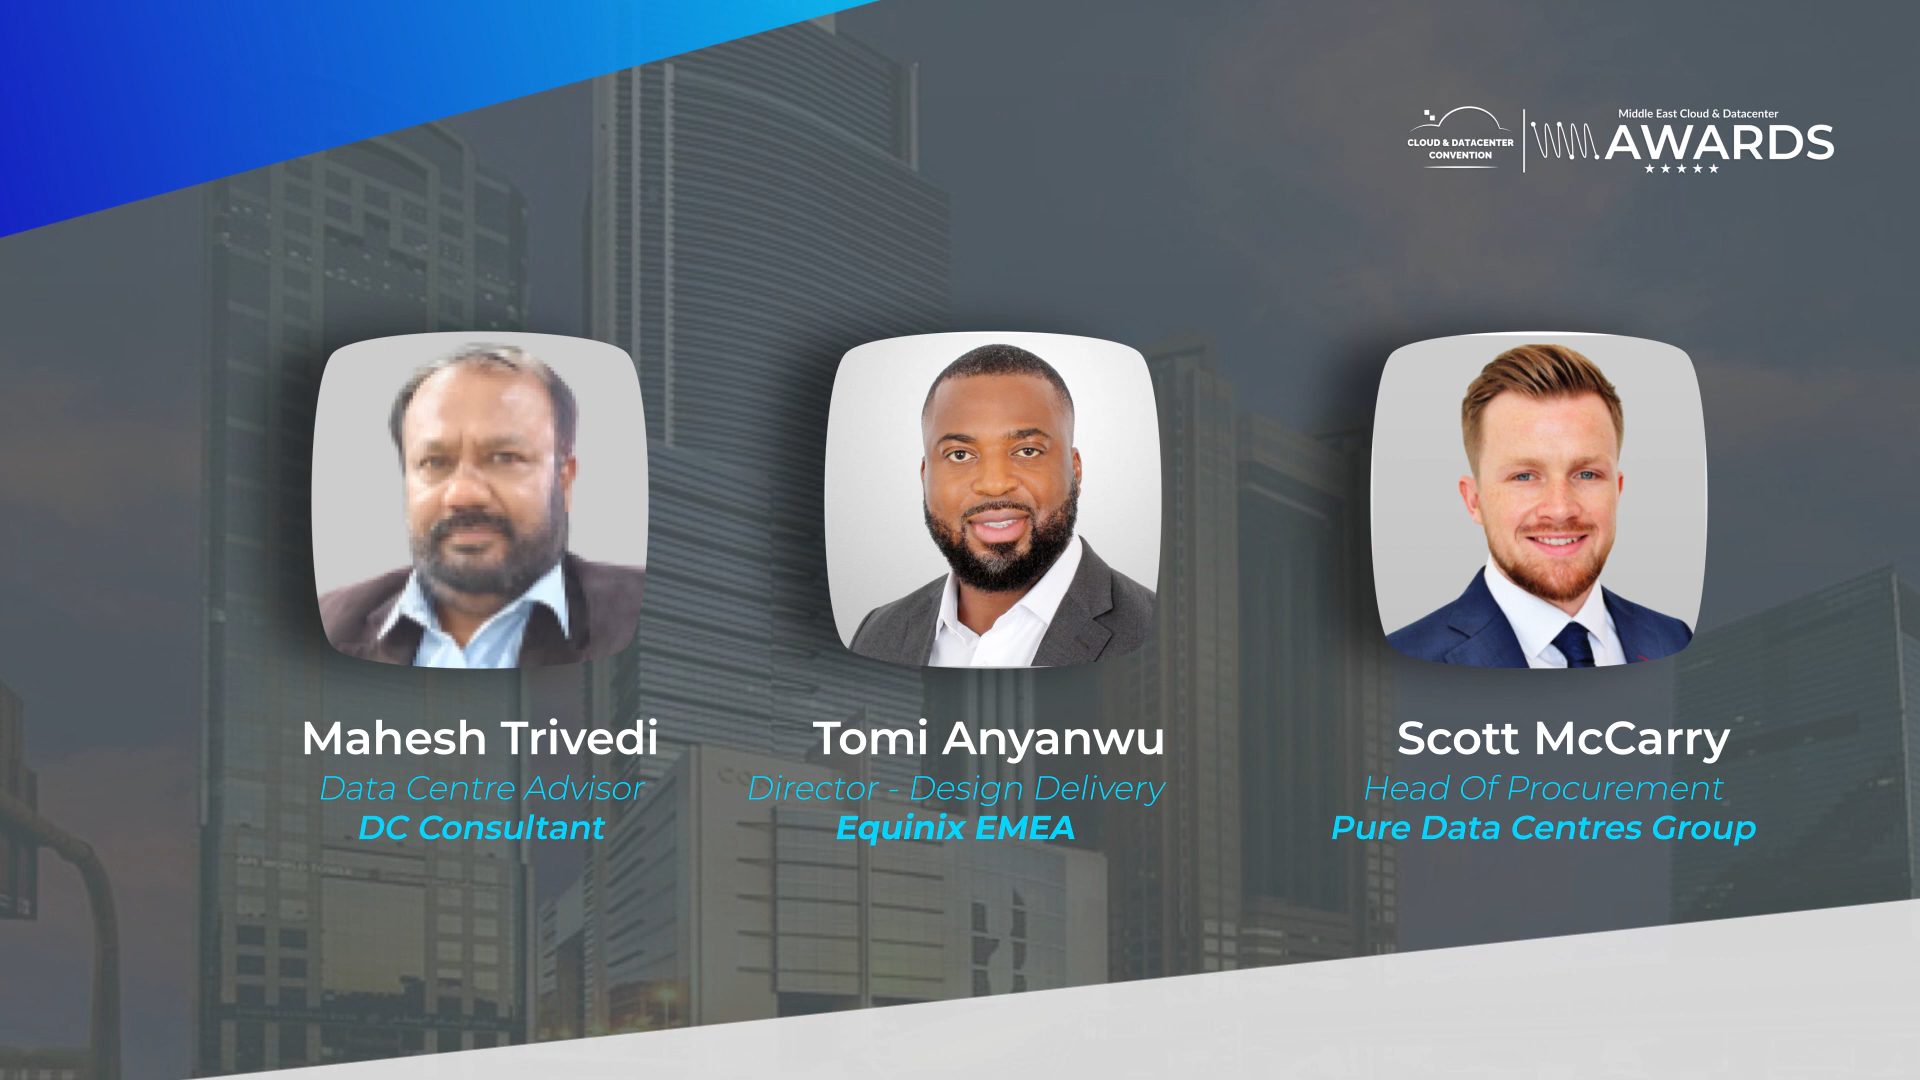 Middle East Cloud & Datacenter
CLOUD & DATACENTER
CONVENTION
AWARDS
Mahesh Trivedi
Data Centre Advisor
DC Consultant
Tomi Anyanwu
Director - Design Delivery
Equinix EMEA
Scott McCarry
Head Of Procurement
Pure Data Centres Group